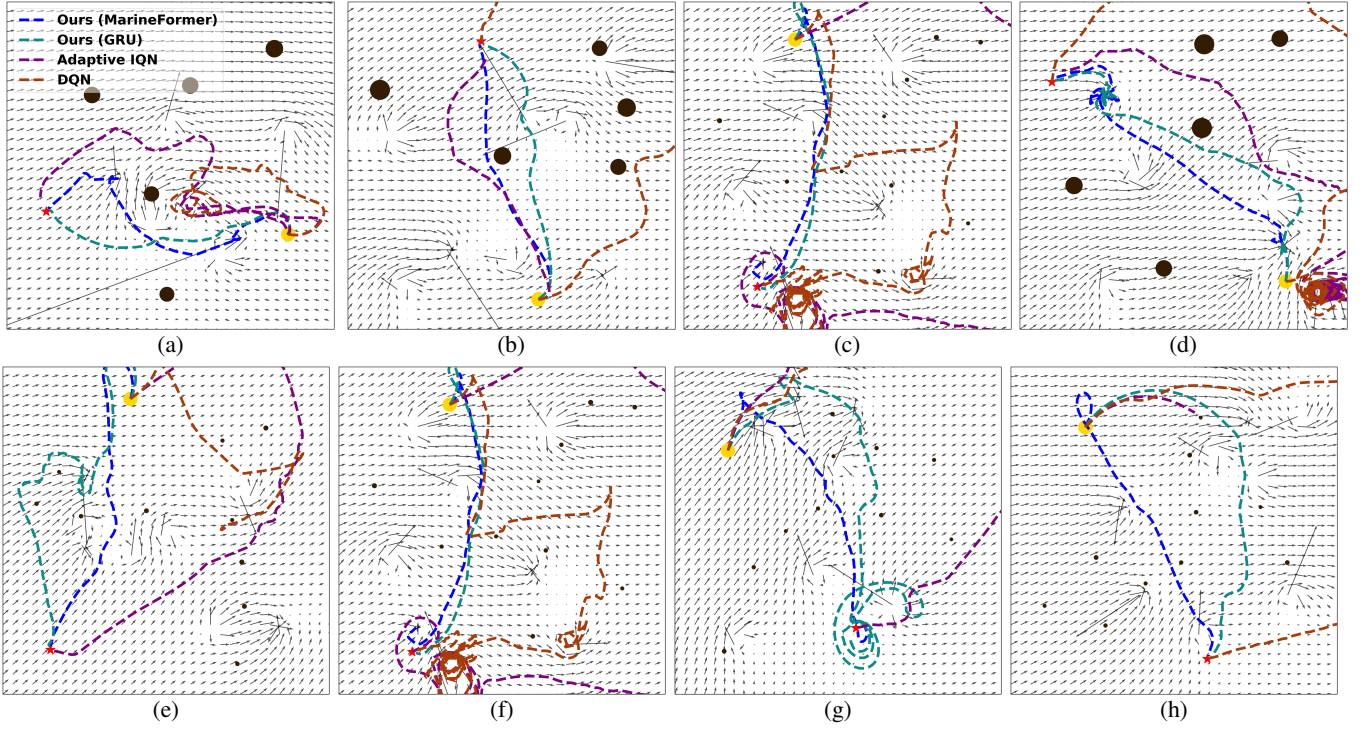 Ours (MarineFormer)
Ours (GRU)
Adaptive IQN
DQN
(a)
(b)
(c)
(d)
(e)
(f)
(g)
(h)